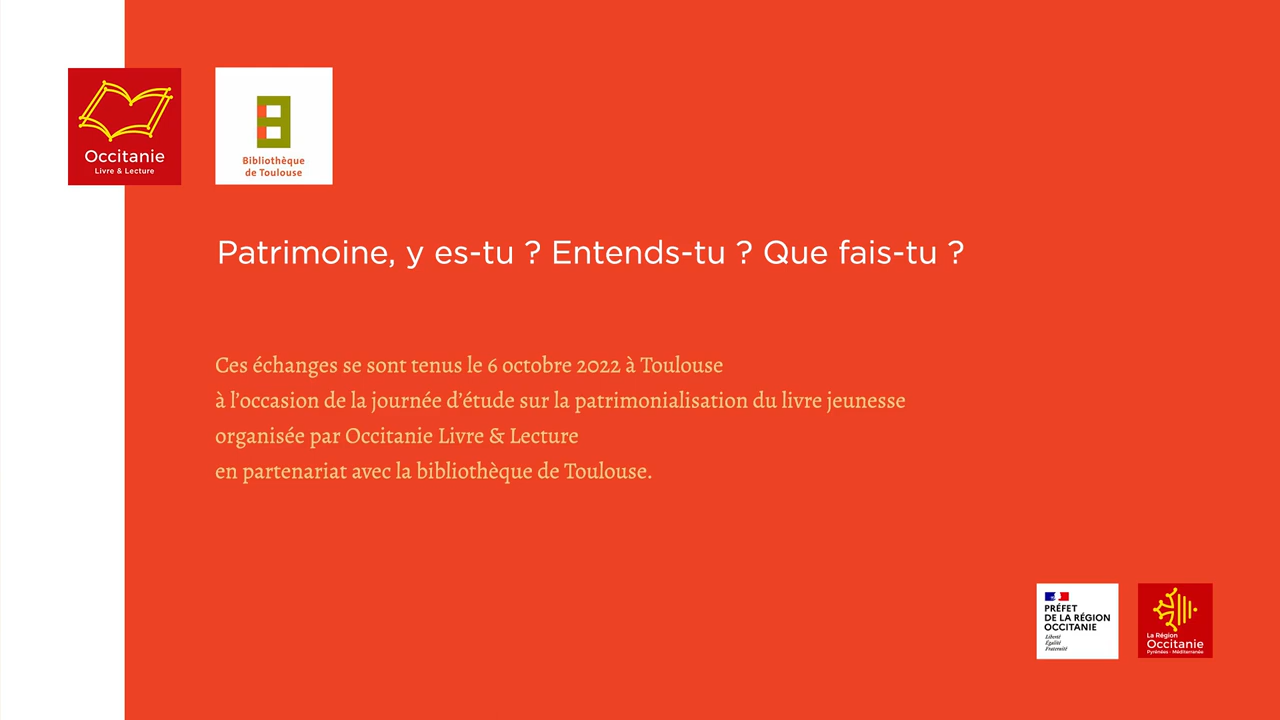 Occitanie
Livre & Lecture
Bibliothèque
de Toulouse
Patrimoine, y es-tu ? Entends-tu ? Que fais-tu ?
Ces échanges se sont tenus le 6 octobre 2022 à Toulouse
à l’occasion de la journée d’étude sur la patrimonialisation du livre jeunesse
organisée par Occitanie Livre & Lecture
en partenariat avec la bibliothèque de Toulouse.
PRÉFET
DE LA RÉGION
OCCITANIE
Liberté
Égalité
Fraternité
La Région
Occitanie
Pyrénées - Méditerranée